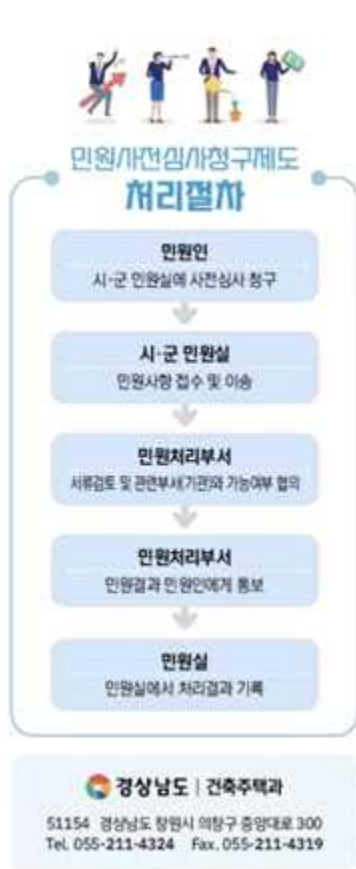 민원사전심사청구제도
처리절차
민원인
시·군 민원실에 사전심사 청구
시·군 민원실
민원사항 접수 및 이송
민원처리부서
서류검토 및 관련부서(기관)와 가능여부 협의
민원처리부서
민원결과 민원인에게 통보
민원실
민원실에서 처리결과 기록
경상남도 | 건축주택과
51154 경상남도 창원시 의창구 중앙대로 300
Tel. 055-211-4324 Fax. 055-211-4319